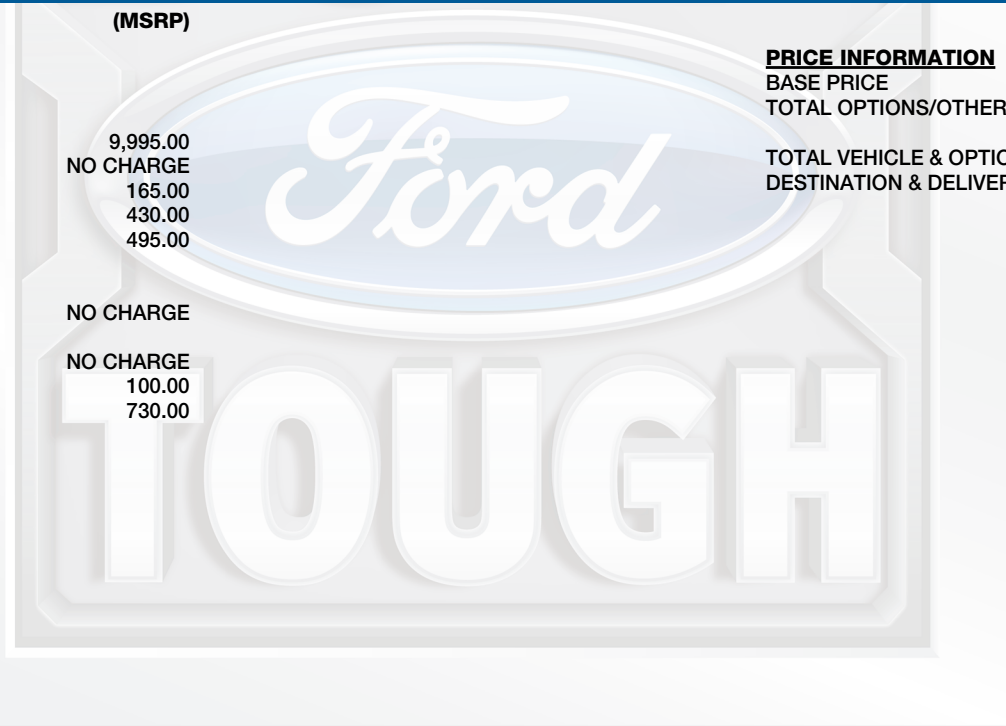 (MSRP)
9,995.00
NO CHARGE
165.00
430.00
495.00
NO CHARGE
NO CHARGE
100.00
730.00
PRICE INFORMATION
BASE PRICE
TOTAL OPTIONS/OTHER
TOTAL VEHICLE & OPTIO
DESTINATION & DELIVER
Ford
TOUGH